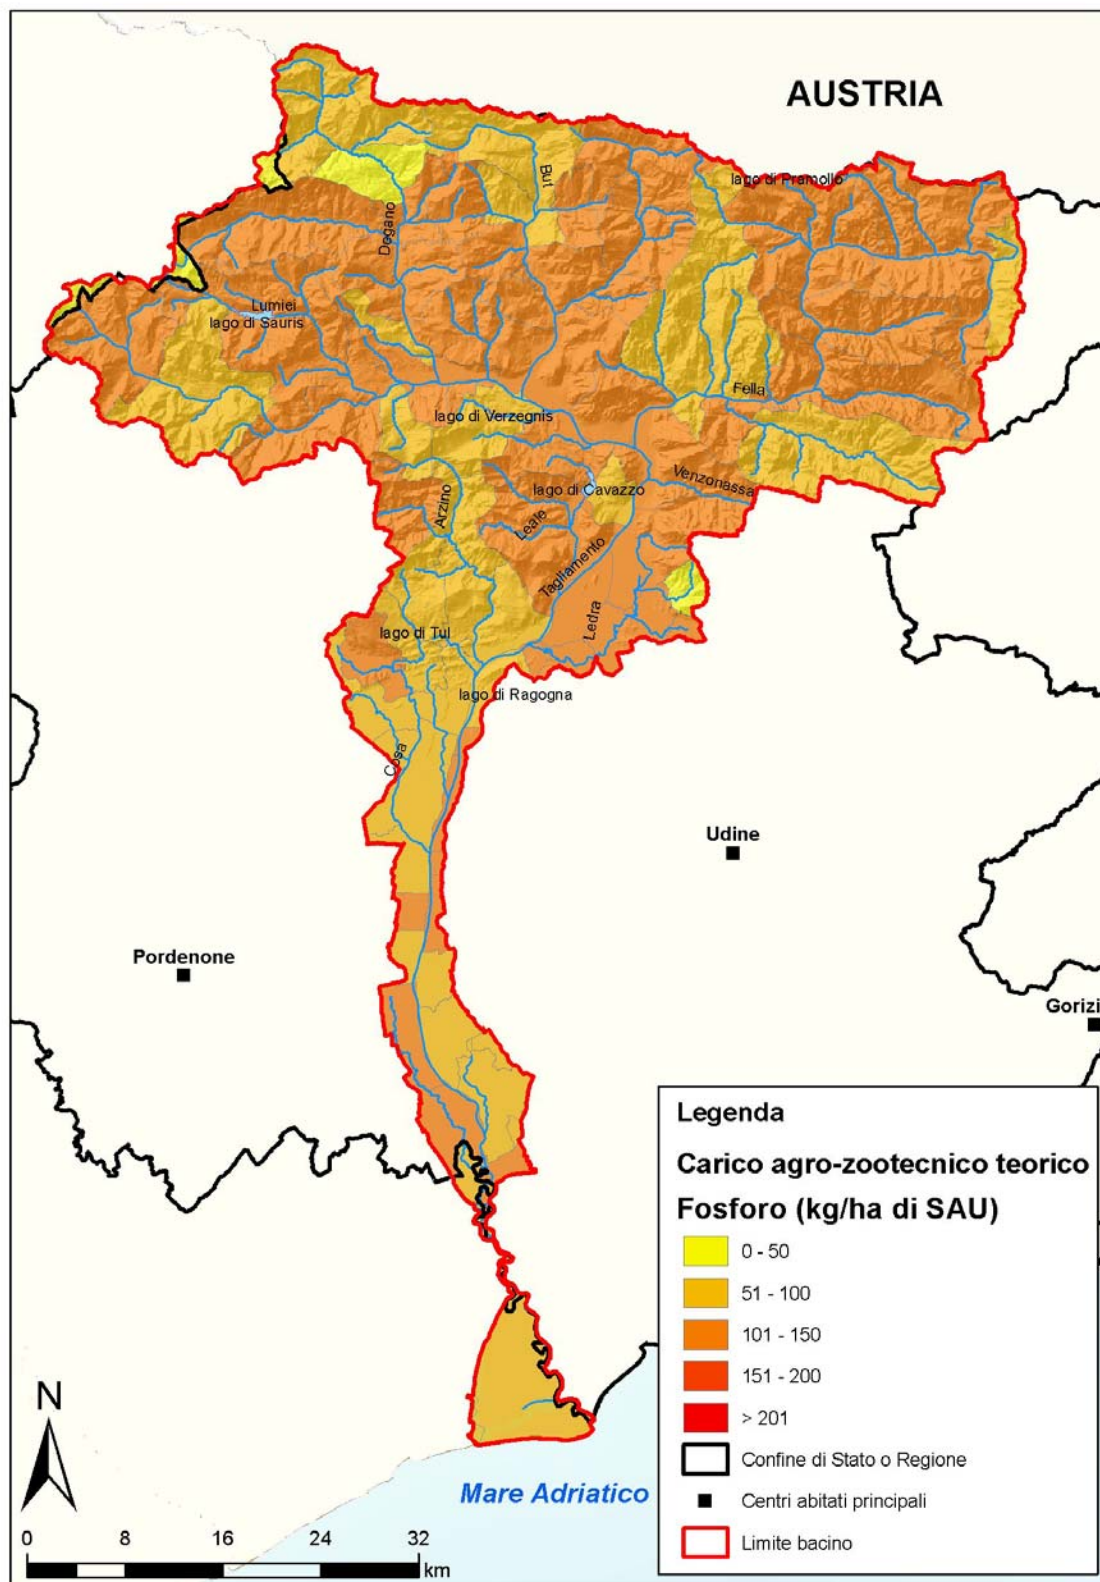 AUSTRIA
lago di Pramollo
But
Degano
Lumiei
lago di Sauris
Fella
lago di Verzegnis
Venzonassa
lago di Cavazzo
Arzino
Leale
Tagliamento
Ledra
lago di Tul
lago di Ragogna
Cosa
Udine
Pordenone
Gorizi
Legenda
Carico agro-zootecnico teorico
Fosforo (kg/ha di SAU)
0 - 50
51 - 100
101 - 150
151 - 200
> 201
Confine di Stato o Regione
Centri abitati principali
Limite bacino
N
Mare Adriatico
0 8 16 24 32
km